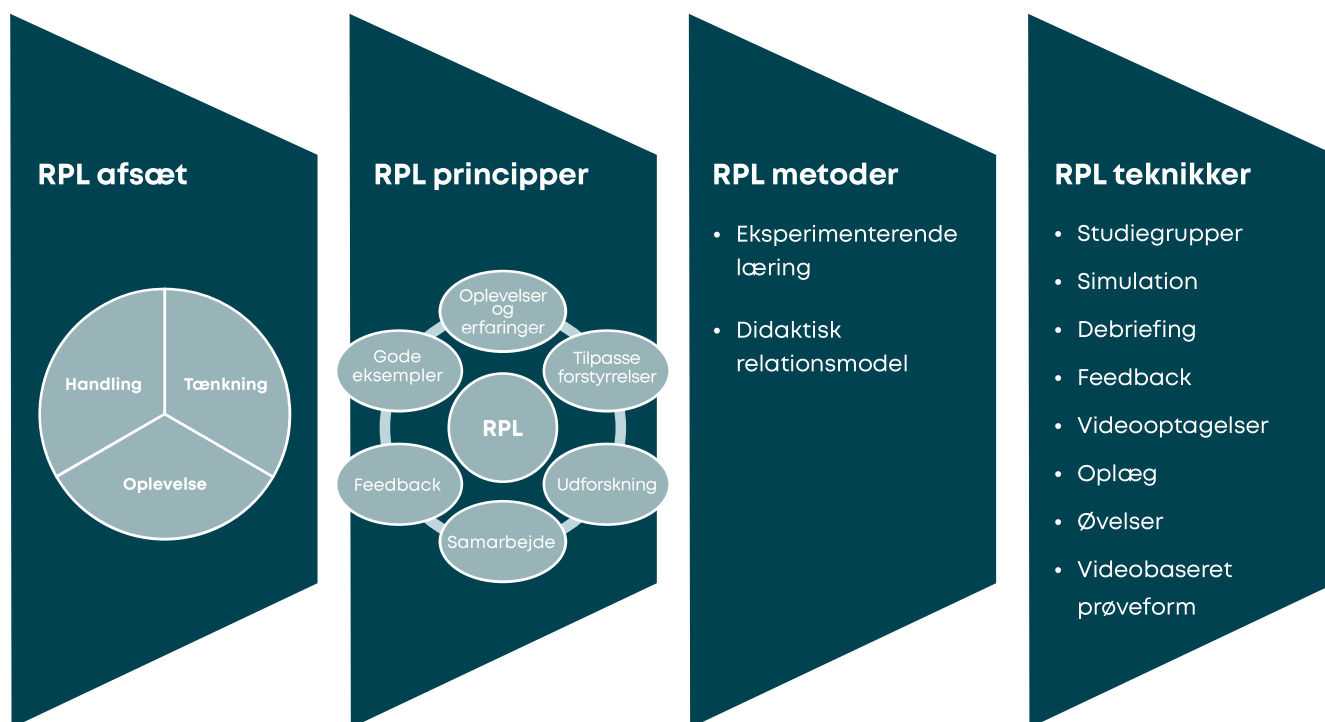 RPL afsæt
Handling
Tænkning
Oplevelse
RPL principper
Oplevelser
og
erfaringer
Gode
eksempler
Tilpasse
forstyrrelser
RPL
Feedback
Udforskning
Samarbejde
RPL metoder
• Eksperimenterende
læring
• Didaktisk
relationsmodel
RPL teknikker
• Studiegrupper
• Simulation
• Debriefing
• Feedback
• Videooptagelser
• Oplæg
• Øvelser
• Videobaseret
prøveform